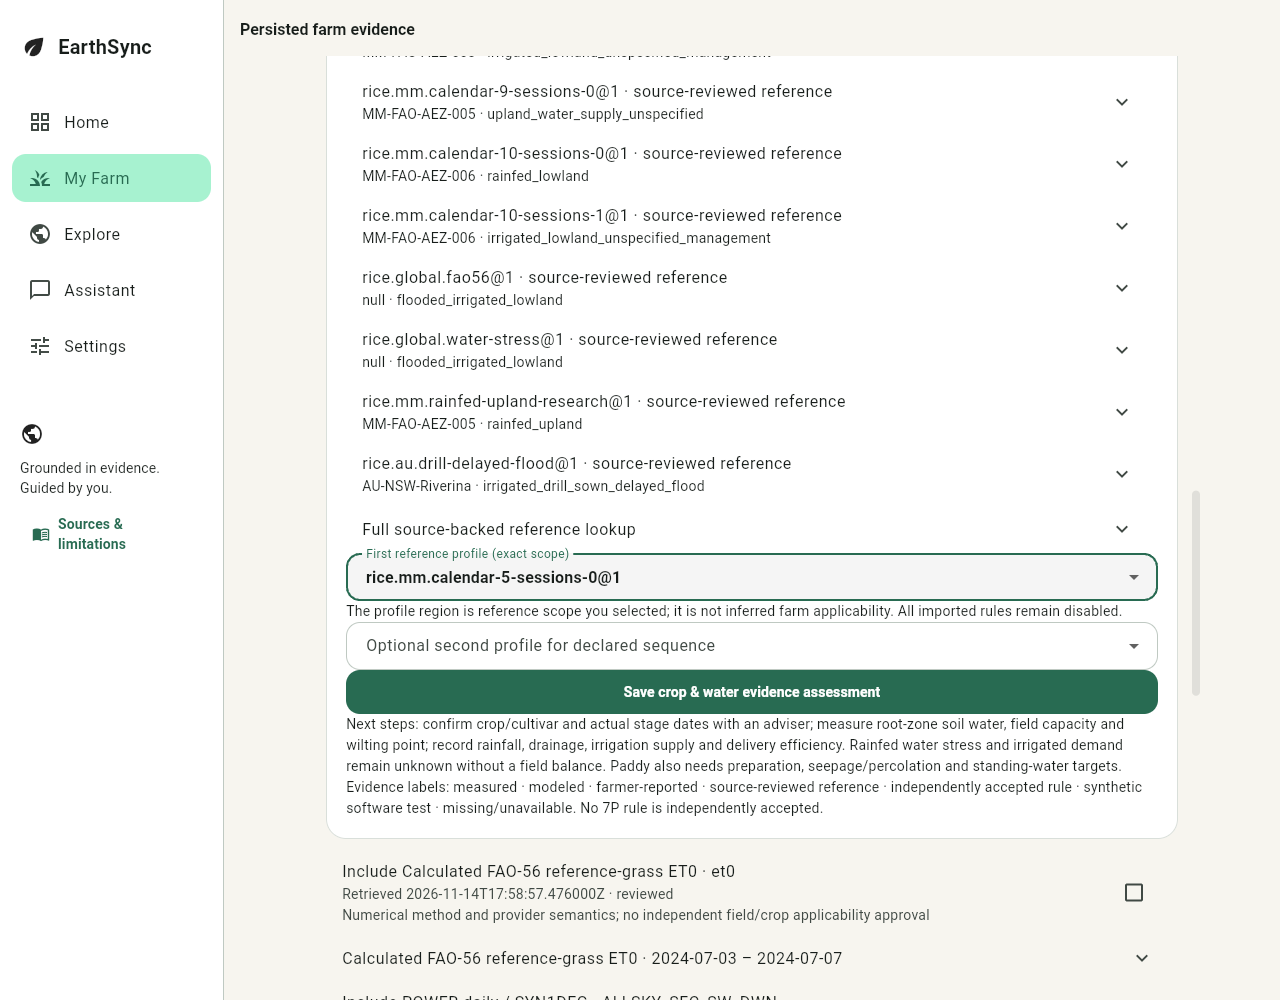 EarthSync
Home
My Farm
Explore
Assistant
Settings
Grounded in evidence.
Guided by you.
Sources &
limitations
Persisted farm evidence
rice.mm.calendar-9-sessions-0@1 · source-reviewed reference
MM-FAO-AEZ-005 · upland_water_supply_unspecified
rice.mm.calendar-10-sessions-0@1 · source-reviewed reference
MM-FAO-AEZ-006 · rainfed_lowland
rice.mm.calendar-10-sessions-1@1 · source-reviewed reference
MM-FAO-AEZ-006 · irrigated_lowland_unspecified_management
rice.global.fao56@1 · source-reviewed reference
null · flooded_irrigated_lowland
rice.global.water-stress@1 · source-reviewed reference
null · flooded_irrigated_lowland
rice.mm.rainfed-upland-research@1 · source-reviewed reference
MM-FAO-AEZ-005 · rainfed_upland
rice.au.drill-delayed-flood@1 · source-reviewed reference
AU-NSW-Riverina · irrigated_drill_sown_delayed_flood
Full source-backed reference lookup
First reference profile (exact scope)
rice.mm.calendar-5-sessions-0@1
The profile region is reference scope you selected; it is not inferred farm applicability. All imported rules remain disabled.
Optional second profile for declared sequence
Save crop & water evidence assessment
Next steps: confirm crop/cultivar and actual stage dates with an adviser; measure root-zone soil water, field capacity and
wilting point; record rainfall, drainage, irrigation supply and delivery efficiency. Rainfed water stress and irrigated demand
remain unknown without a field balance. Paddy also needs preparation, seepage/percolation and standing-water targets.
Evidence labels: measured · modeled · farmer-reported · source-reviewed reference · independently accepted rule · synthetic
software test · missing/unavailable. No 7P rule is independently accepted.
Include Calculated FAO-56 reference-grass ET0 · et0
Retrieved 2026-11-14T17:58:57.476000Z · reviewed
Numerical method and provider semantics; no independent field/crop applicability approval
Calculated FAO-56 reference-grass ET0 · 2024-07-03 – 2024-07-07